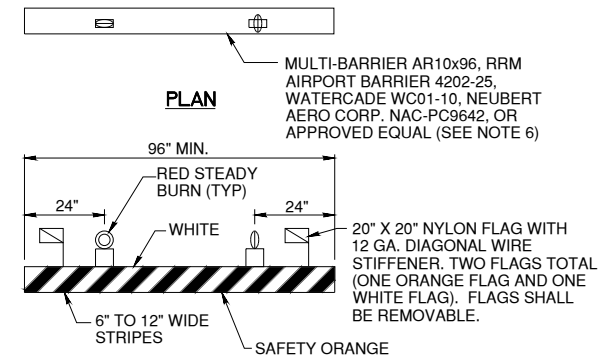 MULTI-BARRIER AR10x96, RRM
AIRPORT BARRIER 4202-25,
WATERCADE WC01-10, NEUBERT
AERO CORP. NAC-PC9642, OR
APPROVED EQUAL (SEE NOTE 6)
PLAN
96" MIN.
RED STEADY
BURN (TYP)
24"
24"
WHITE
20" X 20" NYLON FLAG WITH
12 GA. DIAGONAL WIRE
STIFFENER. TWO FLAGS TOTAL
(ONE ORANGE FLAG AND ONE
WHITE FLAG). FLAGS SHALL
BE REMOVABLE.
6" TO 12" WIDE
STRIPES
SAFETY ORANGE